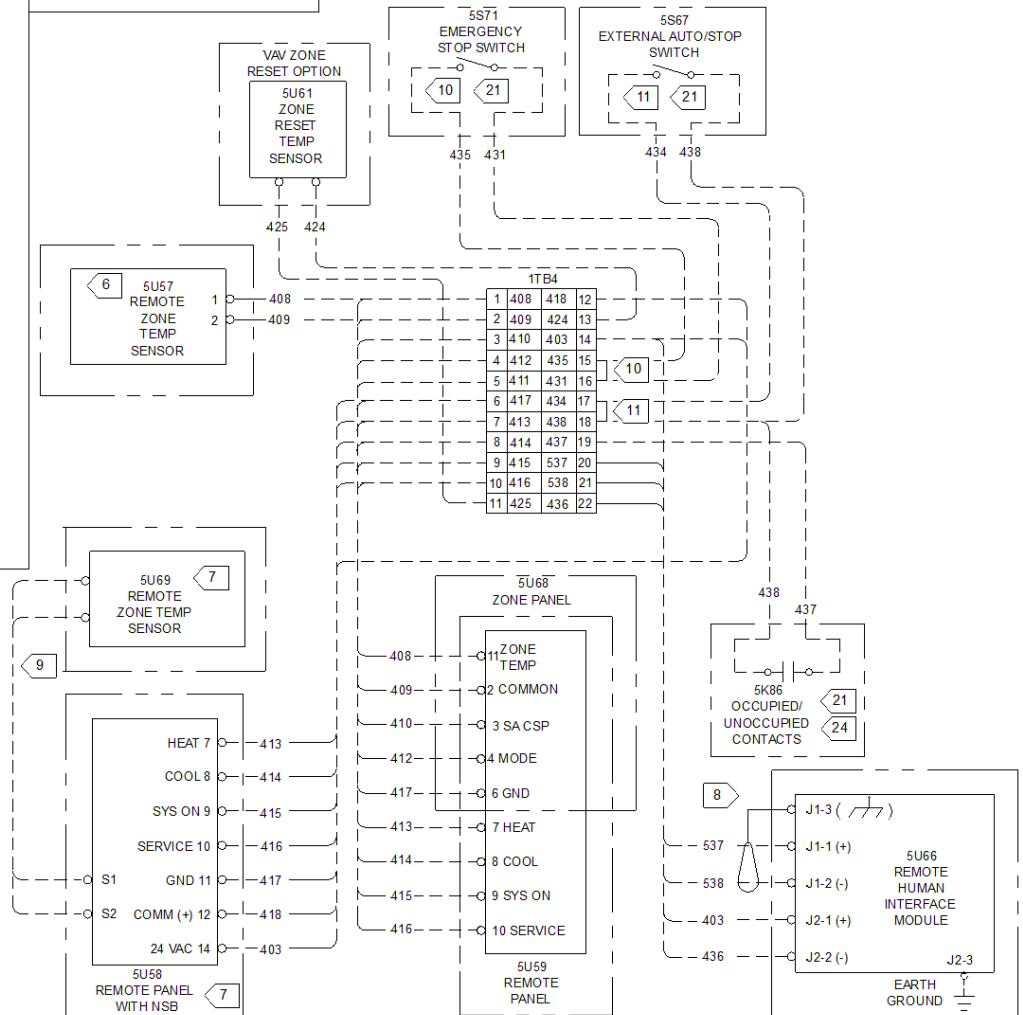 5S71
EMERGENCY
STOP SWITCH
10
21
5S67
EXTERNAL AUTO/STOP
SWITCH
11
21
VAV ZONE
RESET OPTION
5U61
ZONE
RESET
TEMP
SENSOR
435 431
434 438
425 424
6
5U57
REMOTE
ZONE
TEMP
SENSOR
1
2
408
409
1TB4
1 408 418 12
2 409 424 13
3 410 403 14
4 412 435 15
5 411 431 16
6 417 434 17
7 413 438 18
8 414 437 19
9 415 537 20
10 416 538 21
11 425 436 22
10
11
5U69
REMOTE
ZONE TEMP
SENSOR
7
9
5U68
ZONE PANEL
408 11 ZONE
TEMP
409 2 COMMON
410 3 SA CSP
412 4 MODE
417 6 GND
413 7 HEAT
414 8 COOL
415 9 SYS ON
416 10 SERVICE
5U59
REMOTE
PANEL
438
437
5K86
OCCUPIED/
UNOCCUPIED
CONTACTS
21
24
HEAT 7 413
COOL 8 414
SYS ON 9 415
SERVICE 10 416
S1 GND 11 417
S2 COMM (+) 12 418
24 VAC 14 403
5U58
REMOTE PANEL
WITH NSB
7
8
J1-3 ( )
537 J1-1 (+)
538 J1-2 (-)
403 J2-1 (+)
436 J2-2 (-)
5U66
REMOTE
HUMAN
INTERFACE
MODULE
J2-3
EARTH
GROUND